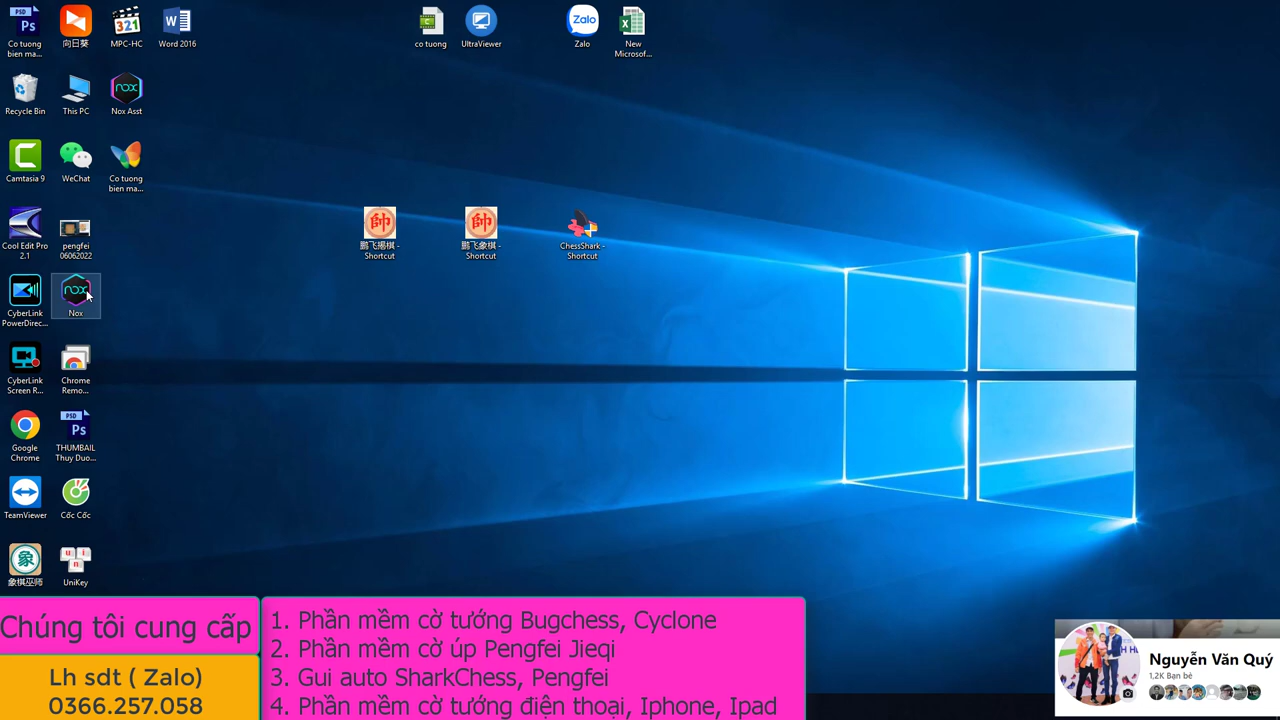 Co tuong
bien ma...
向日葵
MPC-HC
Word 2016
co tuong
UltraViewer
Zalo
New
Microsof...
Recycle Bin
This PC
Nox Asst
Camtasia 9
WeChat
Co tuong
bien ma...
Cool Edit Pro
2.1
pengfei
06062022
鹏飞揭棋 -
Shortcut
鹏飞象棋 -
Shortcut
ChessShark -
Shortcut
CyberLink
PowerDirec...
Nox
CyberLink
Screen R...
Chrome
Remo...
Google
Chrome
THUMBAIL
Thuy Duo...
TeamViewer
Cốc Cốc
象棋巫师
UniKey
Chúng tôi cung cấp
Lh sdt ( Zalo)
0366.257.058
1. Phần mềm cờ tướng Bugchess, Cyclone
2. Phần mềm cờ úp Pengfei Jieqi
3. Gui auto SharkChess, Pengfei
4. Phần mềm cờ tướng điện thoại, Iphone, Ipad
Nguyễn Văn Quý
1,2K Bạn bè